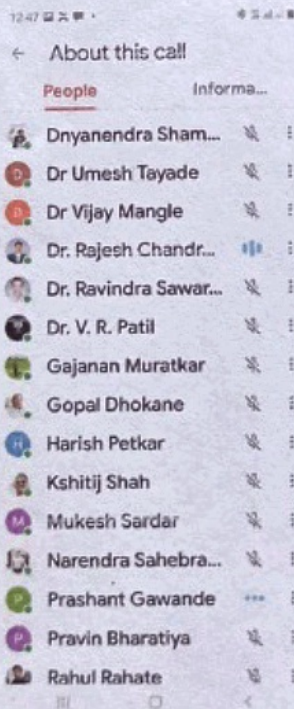 12:47
About this call
People Informa...
Dnyanendra Sham...
D Dr Umesh Tayade
D Dr Vijay Mangle
Dr. Rajesh Chandr...
Dr. Ravindra Sawar...
Dr. V. R. Patil
Gajanan Muratkar
Gopal Dhokane
H Harish Petkar
Kshitij Shah
M Mukesh Sardar
Narendra Sahebra...
P Prashant Gawande
P Pravin Bharatiya
Rahul Rahate